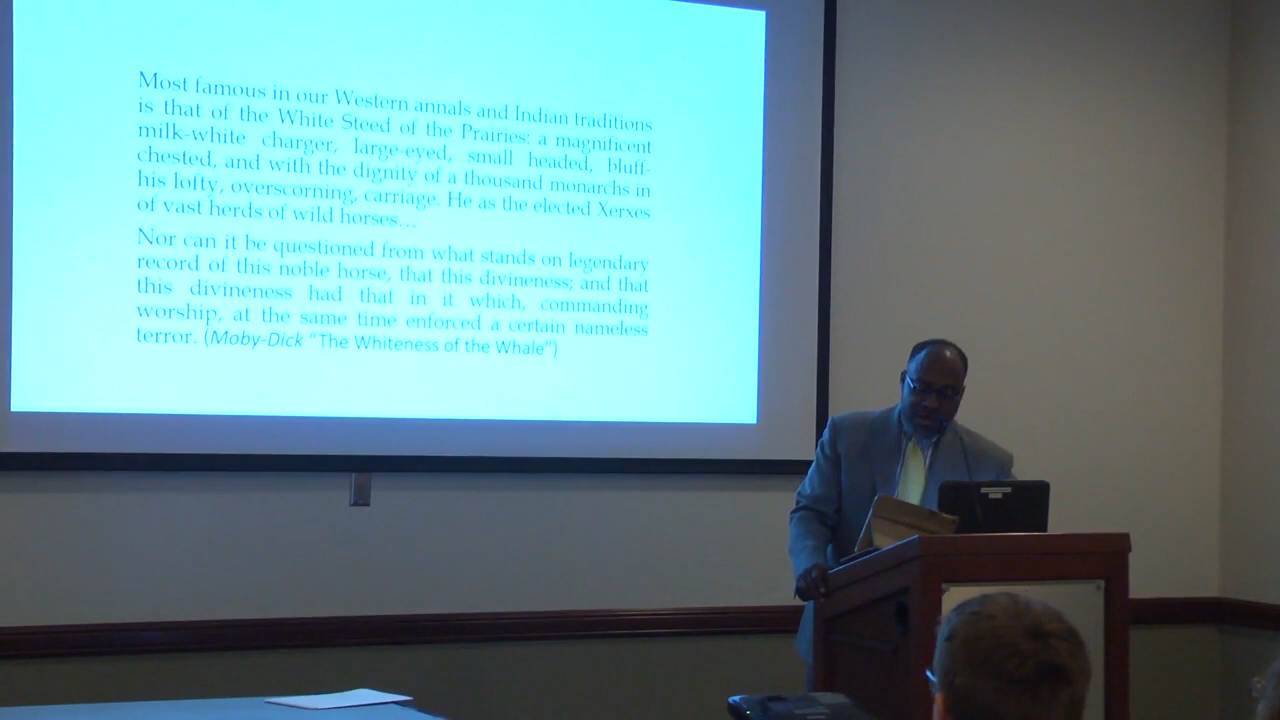 Most famous in our Western annals and Indian traditions
is that of the White Steed of the Prairies: a magnificent
milk-white charger, large-eyed, small headed, bluff-
chested, and with the dignity of a thousand monarchs in
his lofty, overscorning, carriage. He as the elected Xerxes
of vast herds of wild horses…
Nor can it be questioned from what stands on legendary
record of this noble horse, that this divineness; and that
this divineness had that in it which, commanding
worship, at the same time enforced a certain nameless
terror. (Moby-Dick “The Whiteness of the Whale”)